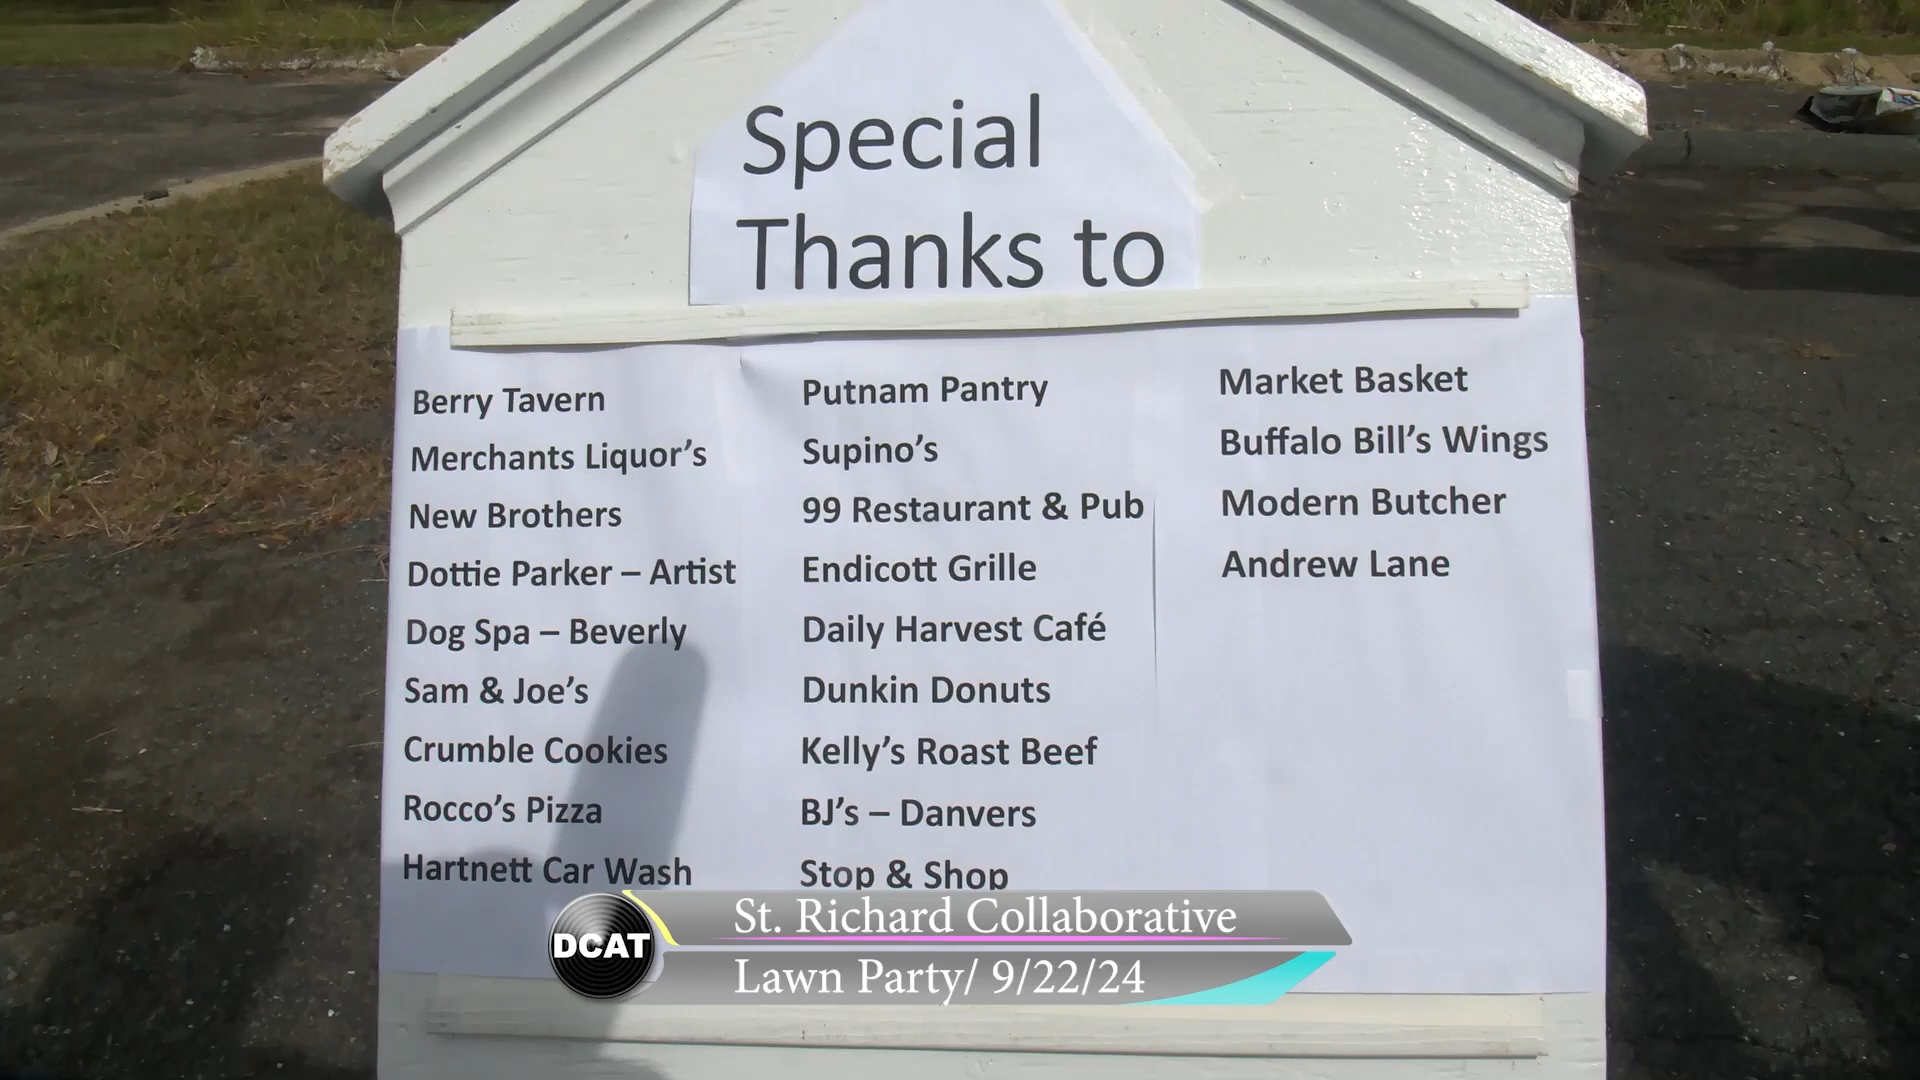 Special
Thanks to
Berry Tavern
Merchants Liquor’s
New Brothers
Dottie Parker – Artist
Dog Spa – Beverly
Sam & Joe’s
Crumble Cookies
Rocco’s Pizza
Hartnett Car Wash
Putnam Pantry
Supino’s
99 Restaurant & Pub
Endicott Grille
Daily Harvest Café
Dunkin Donuts
Kelly’s Roast Beef
BJ’s – Danvers
Stop & Shop
Market Basket
Buffalo Bill’s Wings
Modern Butcher
Andrew Lane
DCAT
St. Richard Collaborative
Lawn Party/ 9/22/24